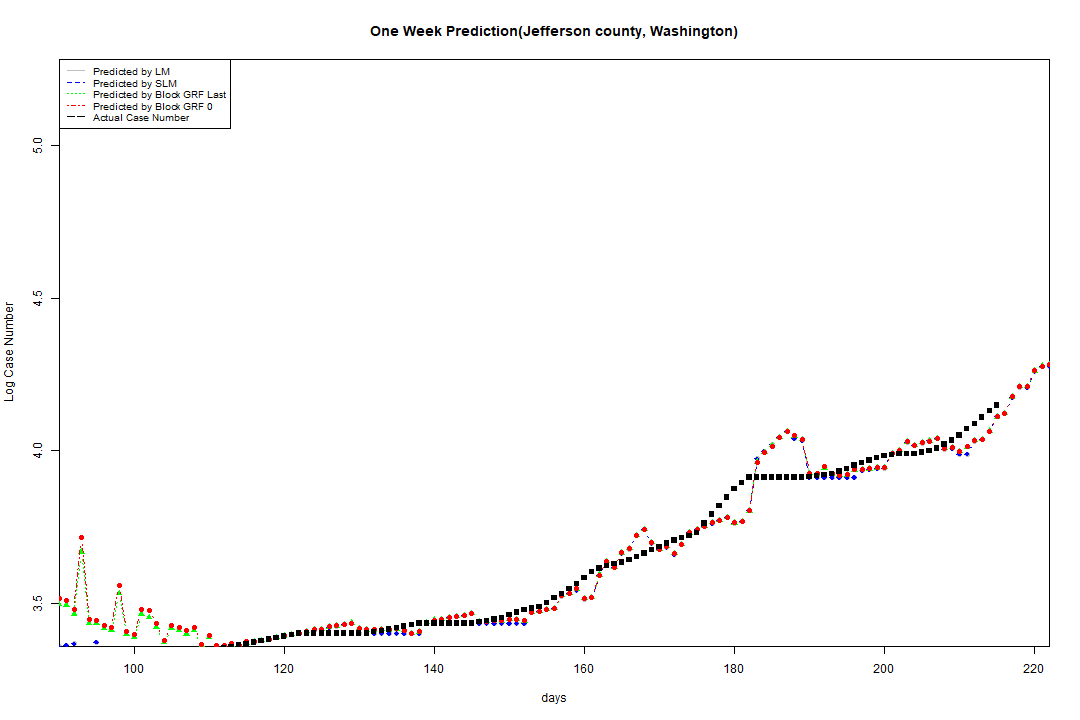 One Week Prediction(Jefferson county, Washington)
Predicted by LM
Predicted by SLM
Predicted by Block GRF Last
Predicted by Block GRF 0
Actual Case Number
5.0
4.5
4.0
3.5
Log Case Number
100 120 140 160 180 200 220
days